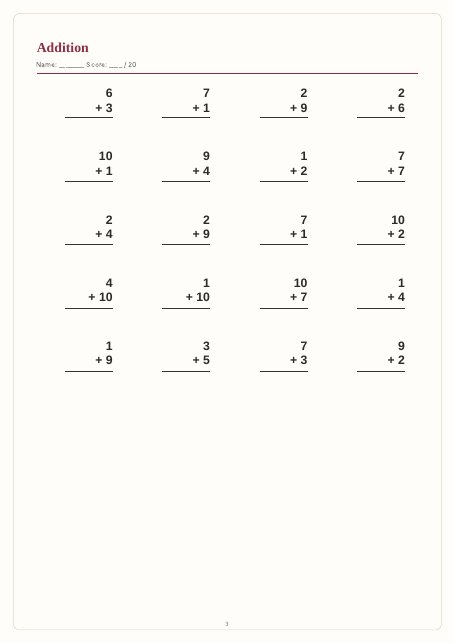 Addition
Name: ______ Score: ___ / 20
6 7 2 2
+ 3 + 1 + 9 + 6
10 9 1 7
+ 1 + 4 + 2 + 7
2 2 7 10
+ 4 + 9 + 1 + 2
4 1 10 1
+ 10 + 10 + 7 + 4
1 3 7 9
+ 9 + 5 + 3 + 2
3